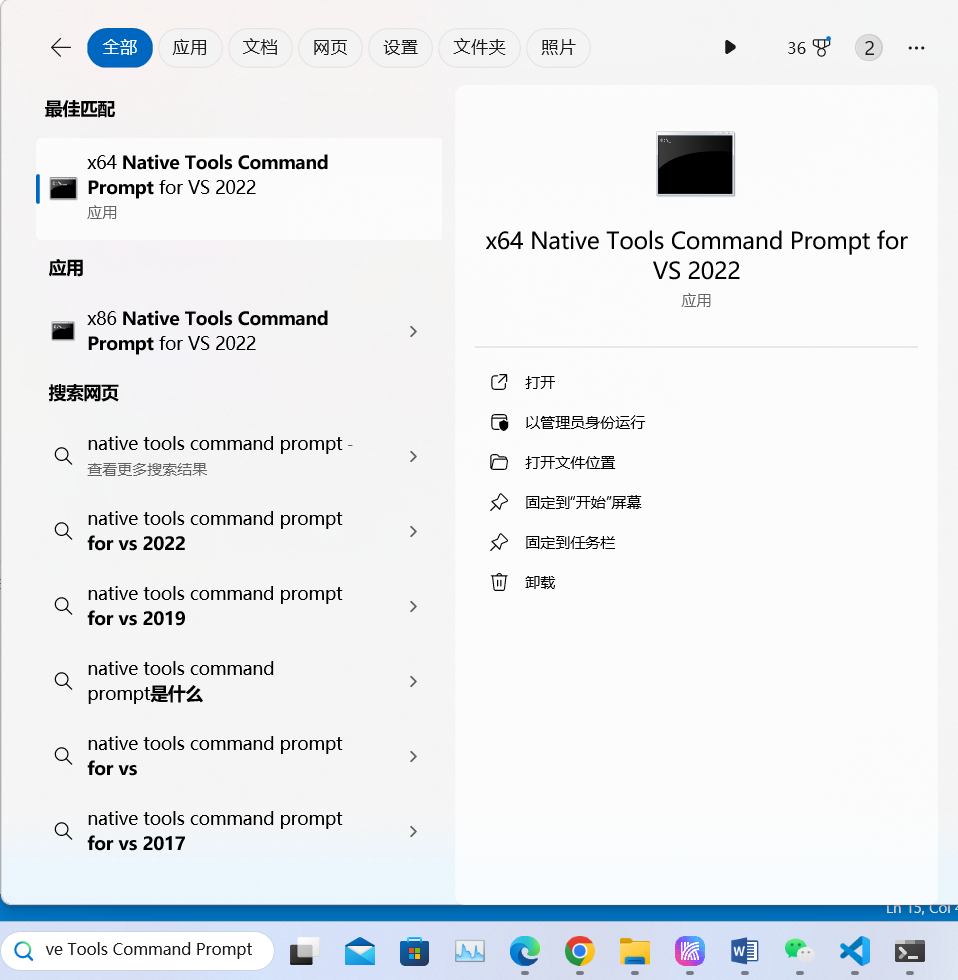 全部 应用 文档 网页 设置 文件夹 照片 36 2
最佳匹配
x64 Native Tools Command
Prompt for VS 2022
应用
应用
x86 Native Tools Command
Prompt for VS 2022
搜索网页
native tools command prompt -
查看更多搜索结果
native tools command prompt
for vs 2022
native tools command prompt
for vs 2019
native tools command
prompt是什么
native tools command prompt
for vs
native tools command prompt
for vs 2017
x64 Native Tools Command Prompt for
VS 2022
应用
打开
以管理员身份运行
打开文件位置
固定到“开始”屏幕
固定到任务栏
卸载
Ln 15, Col
ve Tools Command Prompt